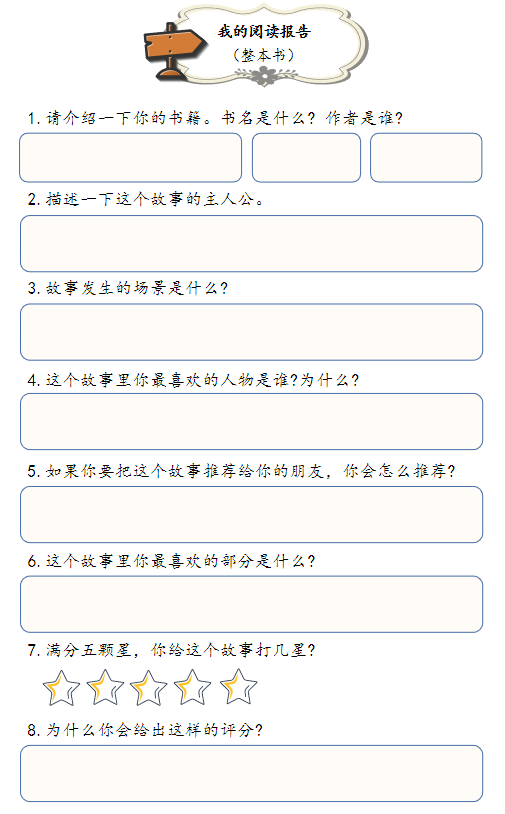 我的阅读报告
（整本书）
1.请介绍一下你的书籍。书名是什么？作者是谁?
2.描述一下这个故事的主人公。
3.故事发生的场景是什么?
4.这个故事里你最喜欢的人物是谁?为什么?
5.如果你要把这个故事推荐给你的朋友，你会怎么推荐?
6.这个故事里你最喜欢的部分是什么?
7.满分五颗星，你给这个故事打几星?
8.为什么你会给出这样的评分?